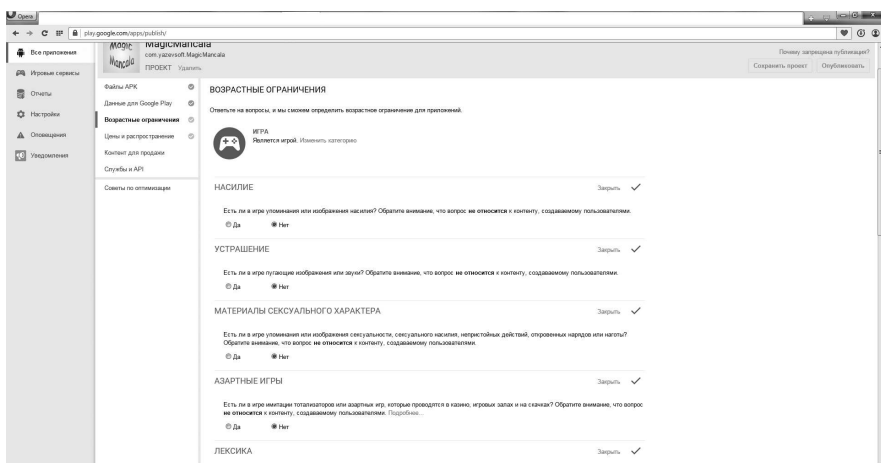 Opera
play.google.com/apps/publish/
Все приложения
Игровые сервисы
Отчеты
Настройки
Оповещения
Уведомления
Magic
Mancala
MagicMancala
com.yazevsoft.MagicMancala
ПРОЕКТ Удалить
Почему запрещена публикация?
Сохранить проект Опубликовать
Файлы APK
Данные для Google Play
Возрастные ограничения
Цены и распространение
Контент для продажи
Службы и API
Советы по оптимизации
ВОЗРАСТНЫЕ ОГРАНИЧЕНИЯ
Ответьте на вопросы, и мы сможем определить возрастное ограничение для приложений.
ИГРА
Является игрой. Изменить категорию
НАСИЛИЕ Закрыть
Есть ли в игре упоминания или изображения насилия? Обратите внимание, что вопрос не относится к контенту, создаваемому пользователями.
Да Нет
УСТРАШЕНИЕ Закрыть
Есть ли в игре пугающие изображения или звуки? Обратите внимание, что вопрос не относится к контенту, создаваемому пользователями.
Да Нет
МАТЕРИАЛЫ СЕКСУАЛЬНОГО ХАРАКТЕРА Закрыть
Есть ли в игре упоминания или изображения сексуальности, сексуального насилия, непристойных действий, откровенных нарядов или наготы?
Обратите внимание, что вопрос не относится к контенту, создаваемому пользователями.
Да Нет
АЗАРТНЫЕ ИГРЫ Закрыть
Есть ли в игре имитации тотализаторов или азартных игр, которые проводятся в казино, игровых залах и на скачках? Обратите внимание, что вопрос
не относится к контенту, создаваемому пользователями. Подробнее...
Да Нет
ЛЕКСИКА Закрыть